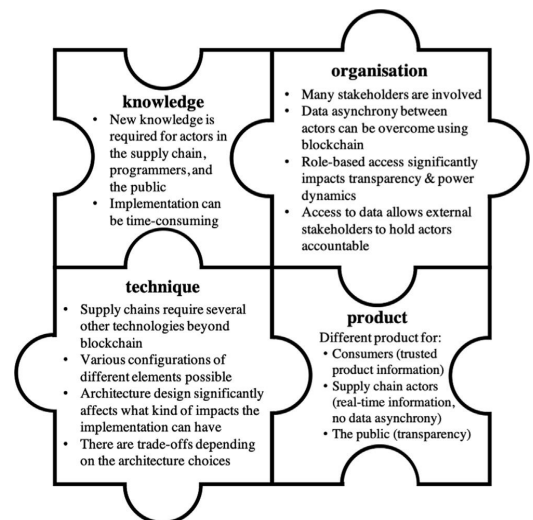 knowledge
• New knowledge is
required for actors in
the supply chain,
programmers, and
the public
• Implementation can
be time-consuming
organisation
• Many stakeholders are involved
• Data asynchrony between
actors can be overcome using
blockchain
• Role-based access significantly
impacts transparency & power
dynamics
• Access to data allows external
stakeholders to hold actors
accountable
technique
• Supply chains require several
other technologies beyond
blockchain
• Various configurations of
different elements possible
• Architecture design significantly
affects what kind of impacts the
implementation can have
• There are trade-offs depending
on the architecture choices
product
Different product for:
• Consumers (trusted
product information)
• Supply chain actors
(real-time information,
no data asynchrony)
• The public (transparency)